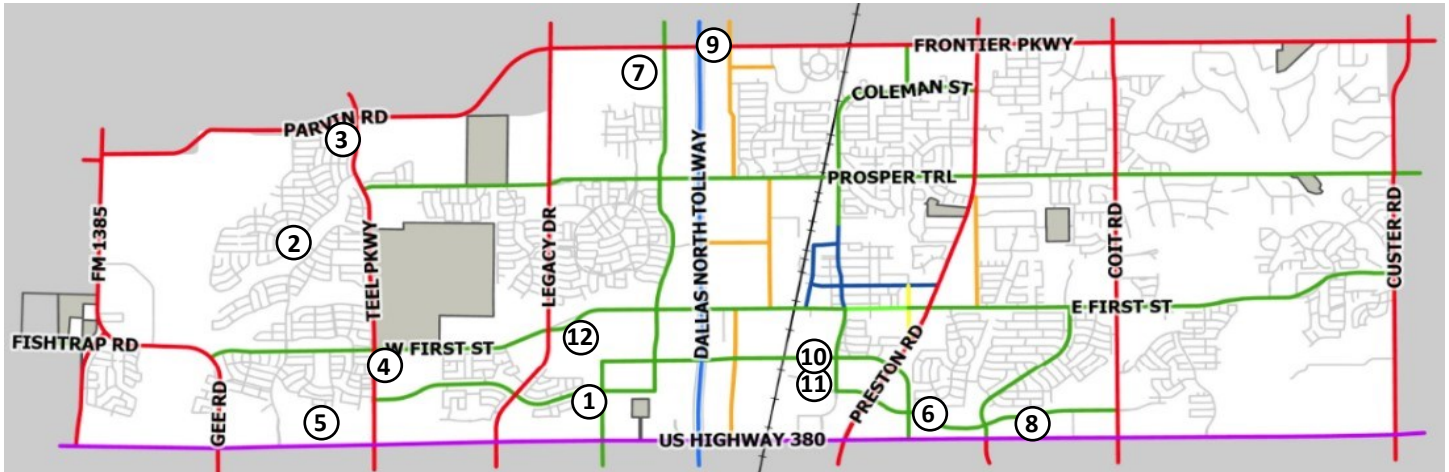 9
FRONTIER PKWY
7
COLEMAN ST
PARVIN RD
3
DALLAS NORTH TOLLWAY
PROSPER TRL
FM 1385
2
TEEL PKWY
LEGACY DR
COIT RD
CUSTER RD
E FIRST ST
FISHTRAP RD
W FIRST ST
12
4
10
11
PRESTON RD
GEE RD
5
1
6
8
US HIGHWAY 380